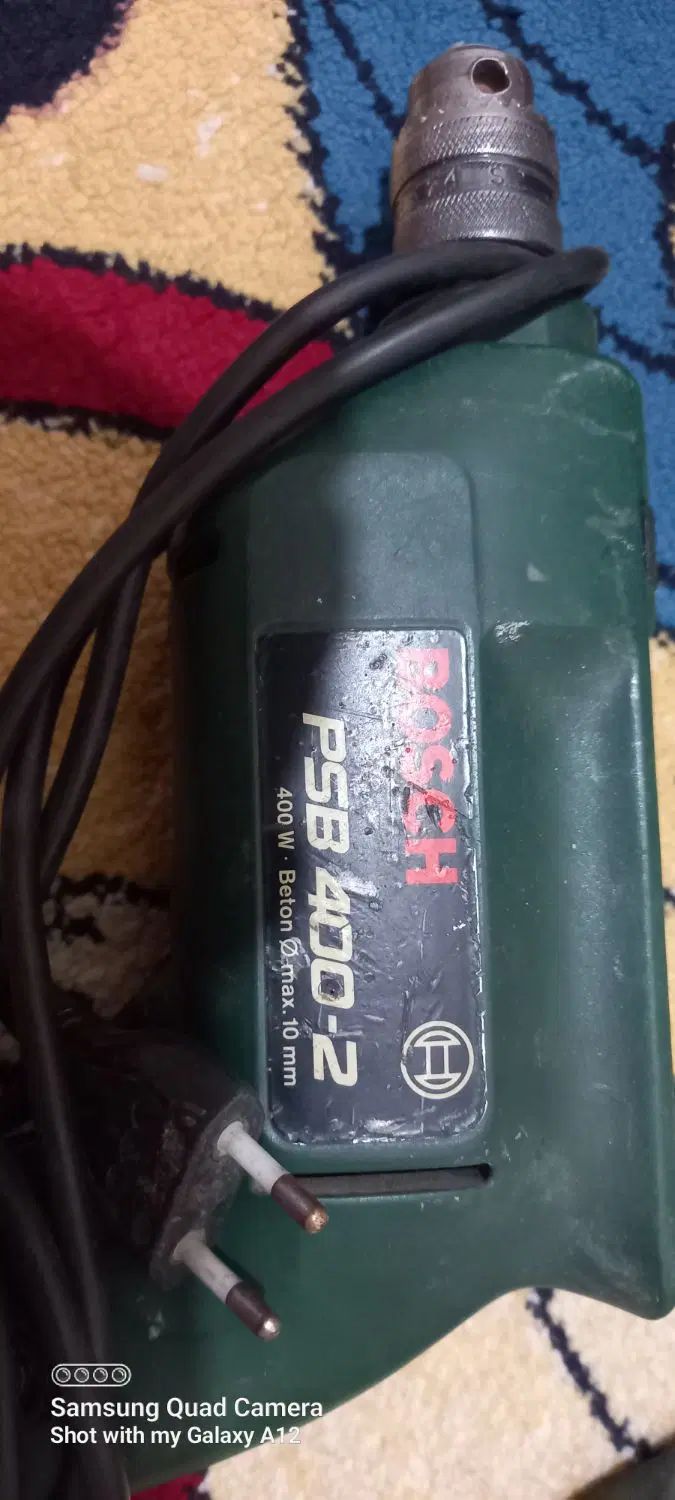 BOSCH
PSB 400-2
400 W · Beton Ø max. 10 mm
Samsung Quad Camera
Shot with my Galaxy A12